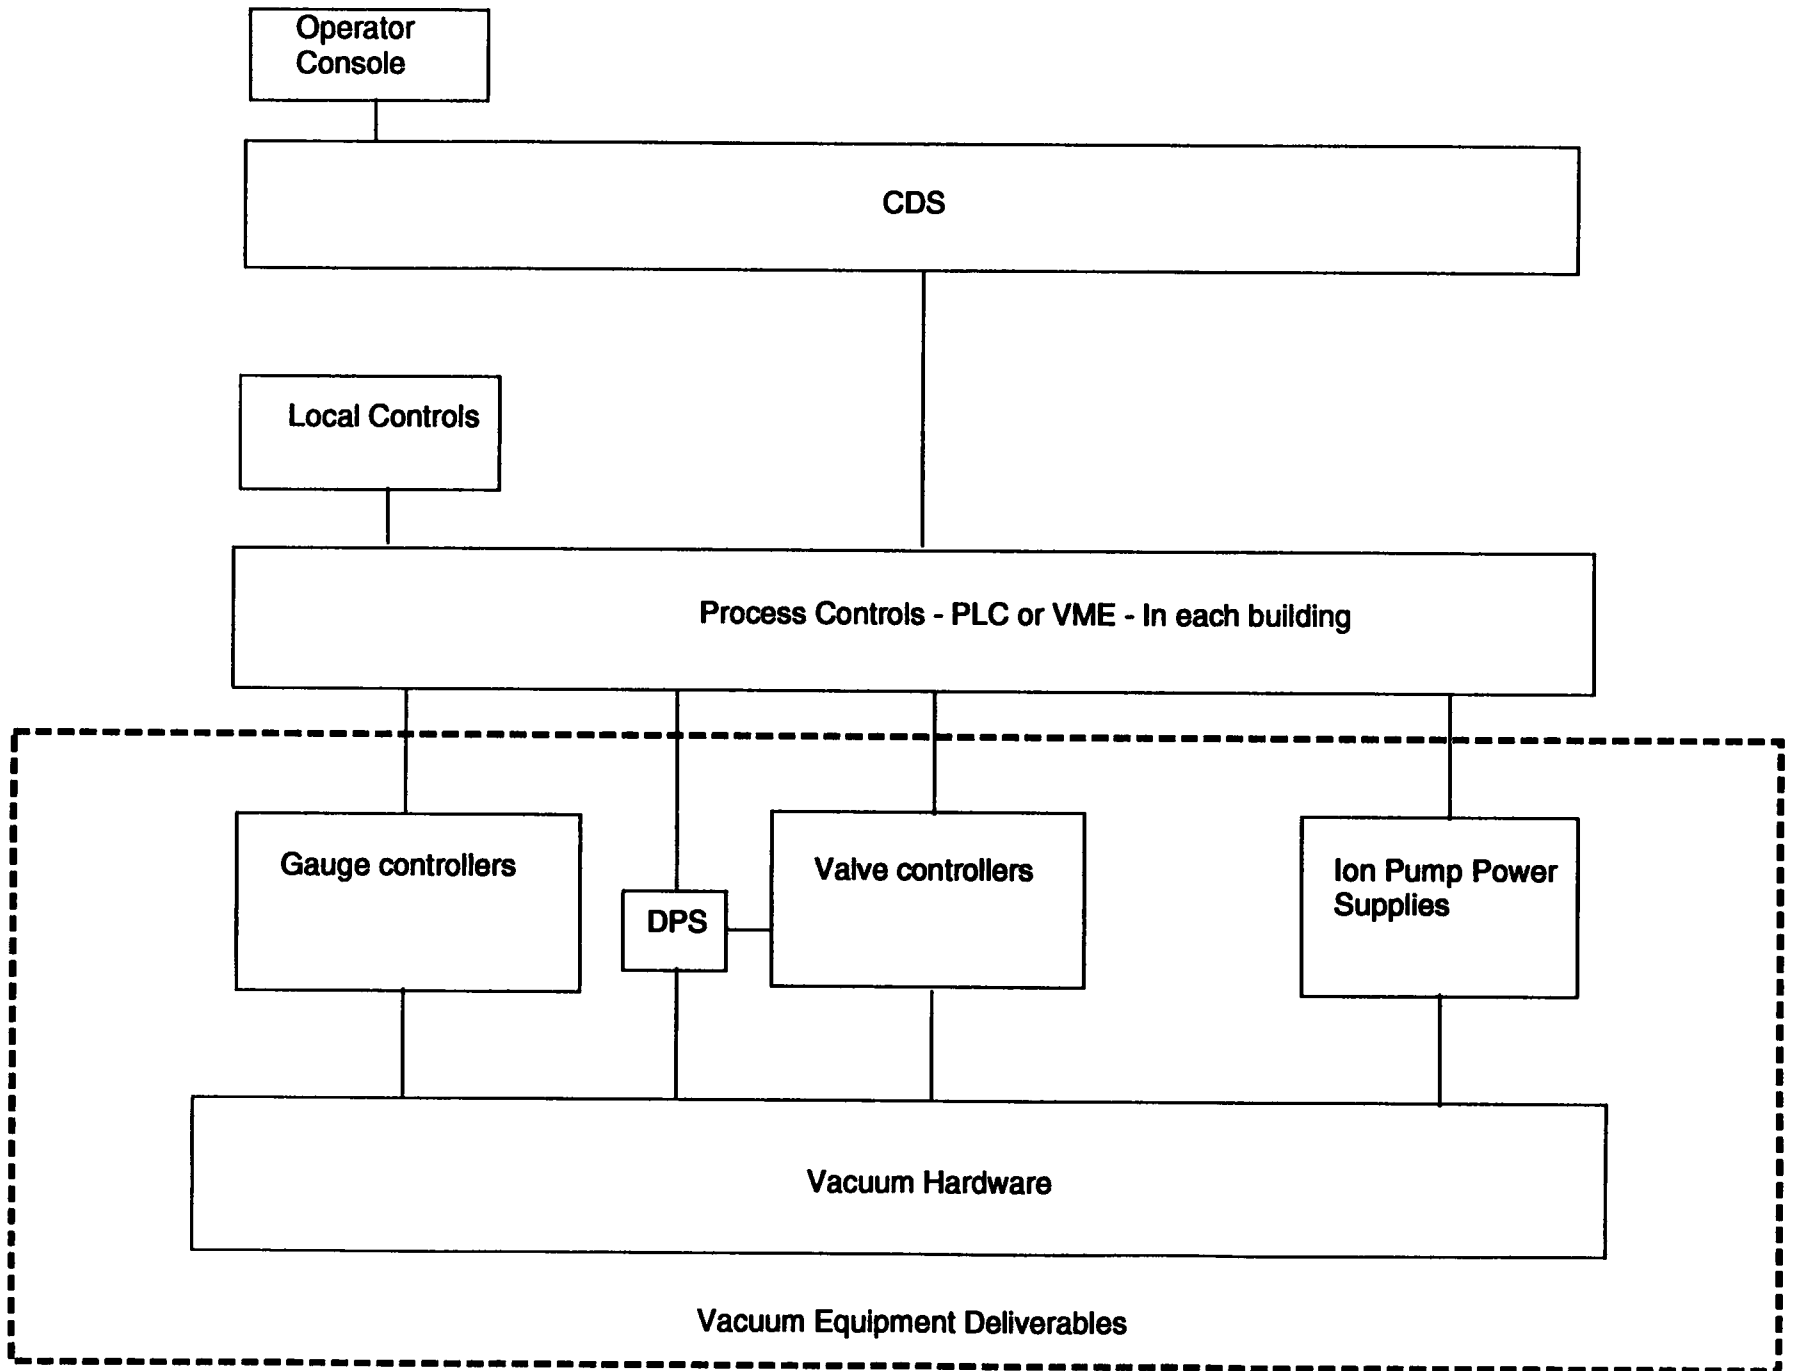 Operator
Console
CDS
Local Controls
Process Controls - PLC or VME - In each building
Gauge controllers
DPS
Valve controllers
Ion Pump Power
Supplies
Vacuum Hardware
Vacuum Equipment Deliverables